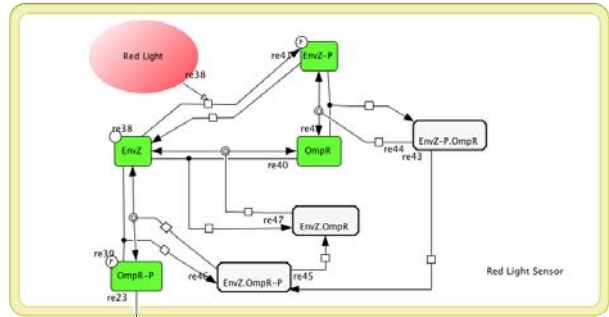 Red Light
re38
re41
P
EnvZ-P
re38
EnvZ
OmpR
re40
re44
re43
EnvZ-P.OmpR
re47
EnvZ.OmpR
re39
P
OmpR-P
re23
re46
EnvZ.OmpR-P
re45
Red Light Sensor